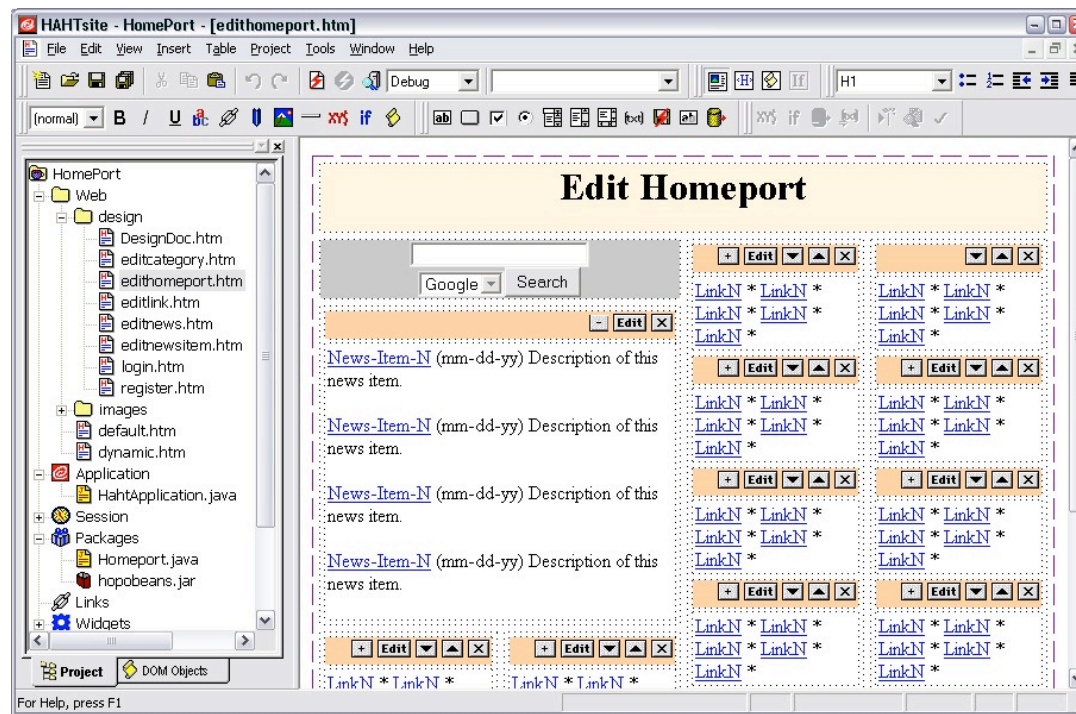 HAHTsite - HomePort - [edithomeport.htm]
File Edit View Insert Table Project Tools Window Help
Debug
If
H1
(normal)
B I U
if
ab
if
HomePort
Web
design
DesignDoc.htm
editcategory.htm
edithomeport.htm
editlink.htm
editnews.htm
editnewsitem.htm
login.htm
register.htm
images
default.htm
dynamic.htm
Application
HahtApplication.java
Session
Packages
Homeport.java
hopobeans.jar
Links
Widgets
Project
DOM Objects
Edit Homeport
Google Search
Edit
News-Item-N (mm-dd-yy) Description of this
news item.
News-Item-N (mm-dd-yy) Description of this
news item.
News-Item-N (mm-dd-yy) Description of this
news item.
News-Item-N (mm-dd-yy) Description of this
news item.
+ Edit
LinkN * LinkN *
+ Edit
LinkN * LinkN *
+ Edit
LinkN * LinkN *
LinkN * LinkN *
LinkN *
+ Edit
LinkN * LinkN *
LinkN * LinkN *
LinkN *
+ Edit
LinkN * LinkN *
LinkN * LinkN *
LinkN *
+ Edit
LinkN * LinkN *
LinkN * LinkN *
LinkN *
LinkN * LinkN *
LinkN * LinkN *
LinkN *
+ Edit
LinkN * LinkN *
LinkN * LinkN *
LinkN *
+ Edit
LinkN * LinkN *
LinkN * LinkN *
LinkN *
+ Edit
LinkN * LinkN *
LinkN * LinkN *
LinkN *
For Help, press F1